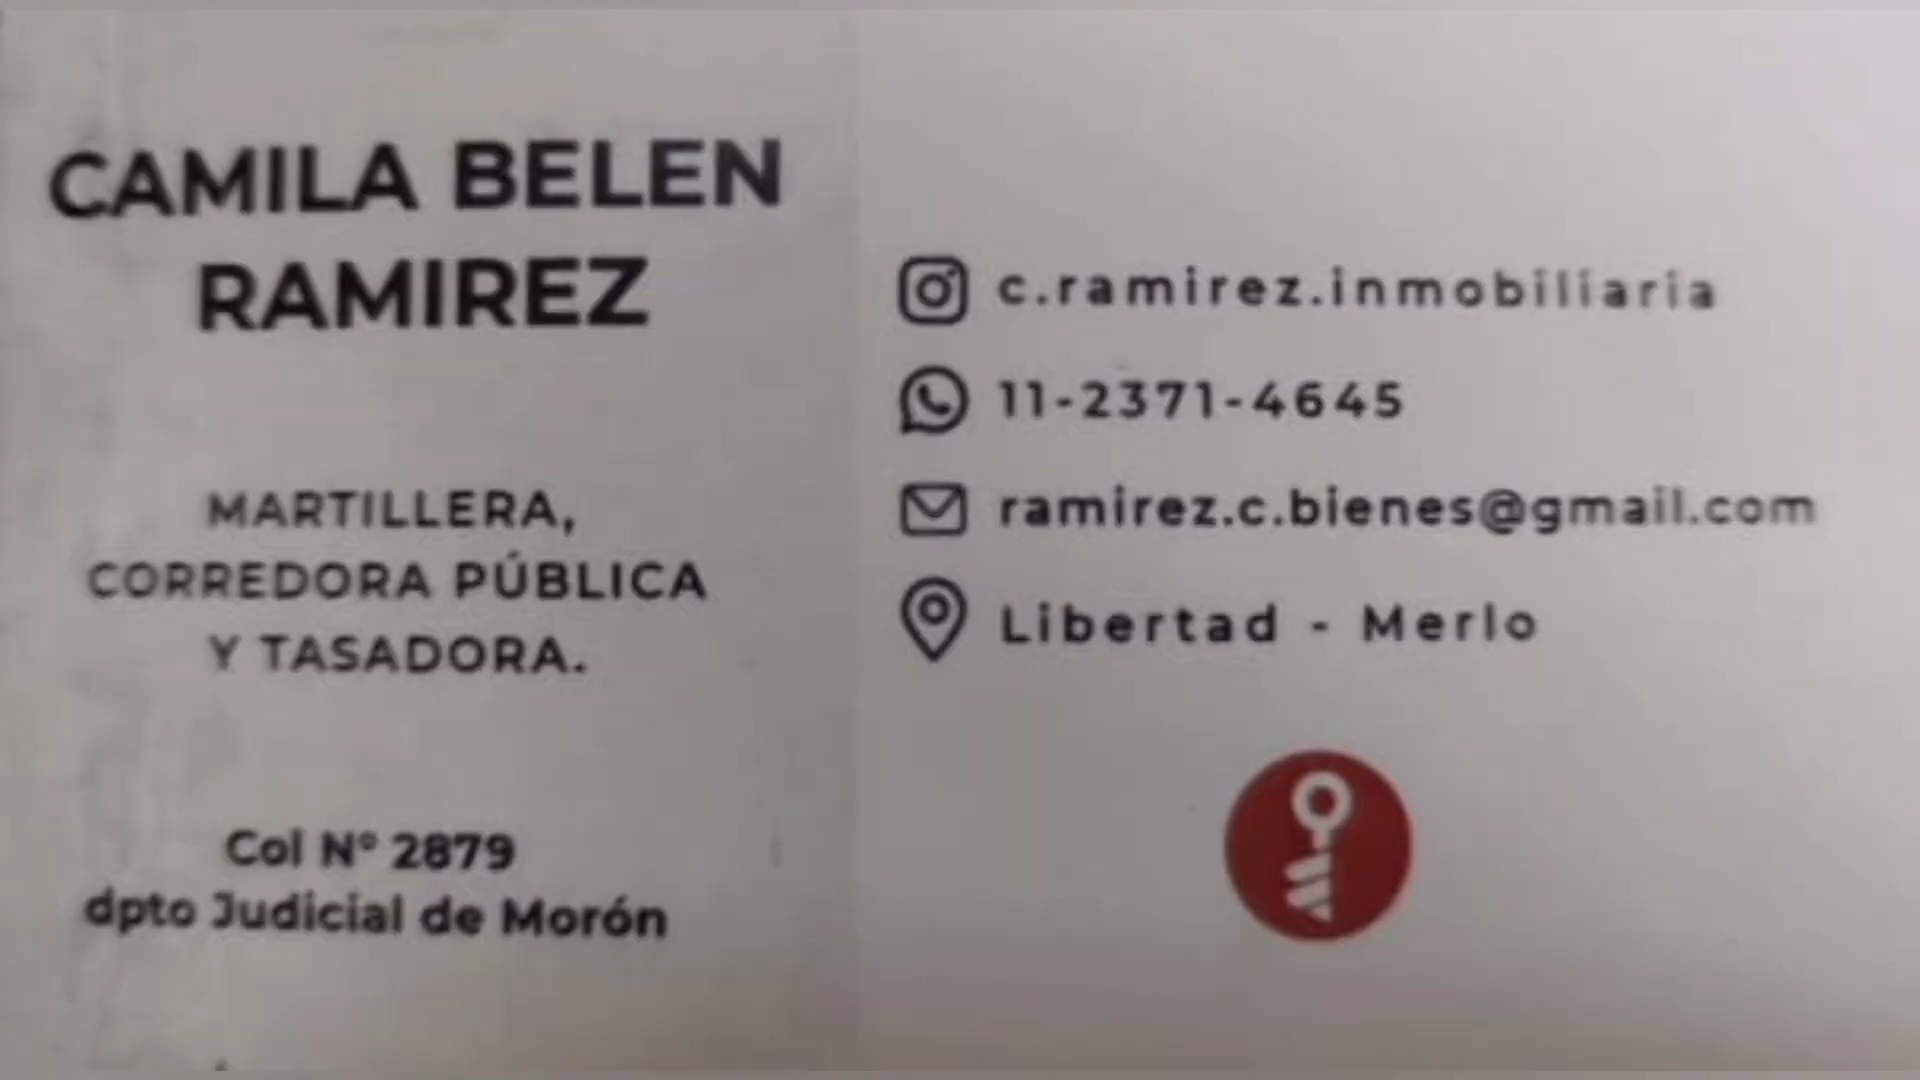 CAMILA BELEN
RAMIREZ
MARTILLERA,
CORREDORA PÚBLICA
Y TASADORA.
Col N° 2879
dpto Judicial de Morón
c.ramirez.inmobiliaria
11-2371-4645
ramirez.c.bienes@gmail.com
Libertad - Merlo